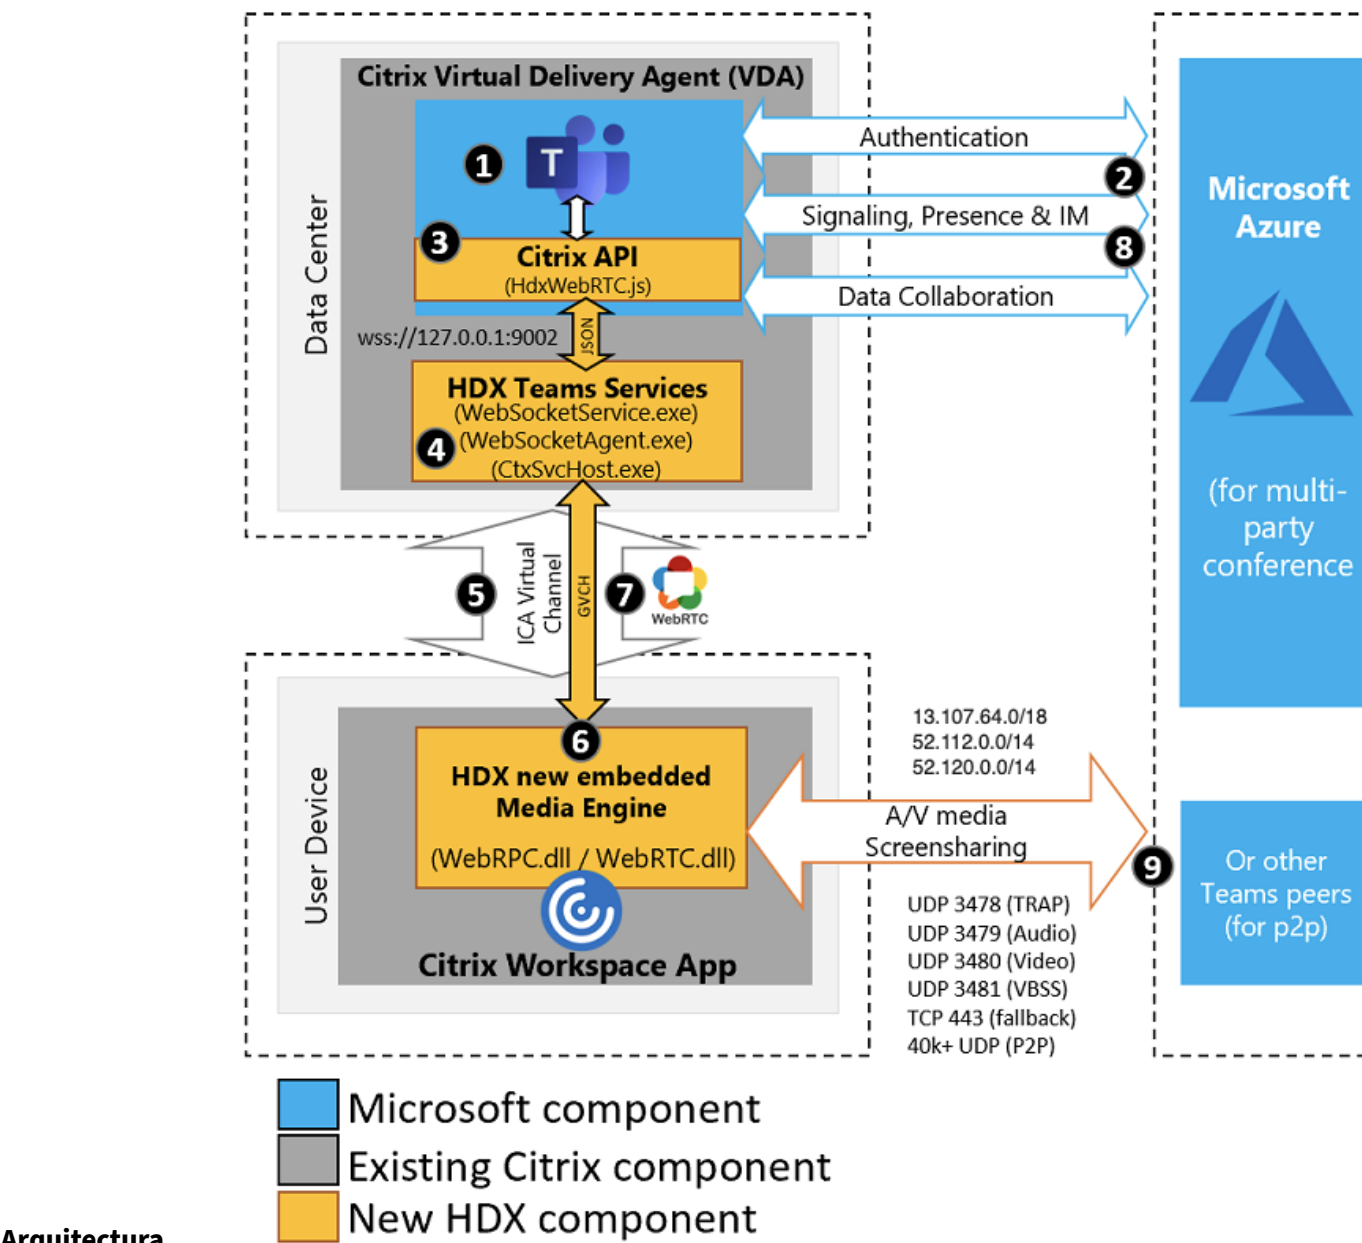 Citrix Virtual Delivery Agent (VDA)
1
T
Authentication
2
Signaling, Presence & IM
8
Data Collaboration
Microsoft
Azure
(for multi-
party
conference
Data Center
3
Citrix API
(HdxWebRTC.js)
wss://127.0.0.1:9002
JSON
HDX Teams Services
(WebSocketService.exe)
4
(WebSocketAgent.exe)
(CtxSvcHost.exe)
5
ICA Virtual
Channel
GVCH
7
WebRTC
User Device
6
HDX new embedded
Media Engine
(WebRPC.dll / WebRTC.dll)
Citrix Workspace App
13.107.64.0/18
52.112.0.0/14
52.120.0.0/14
A/V media
Screensharing
9
UDP 3478 (TRAP)
UDP 3479 (Audio)
UDP 3480 (Video)
UDP 3481 (VBSS)
TCP 443 (fallback)
40k+ UDP (P2P)
Or other
Teams peers
(for p2p)
Microsoft component
Existing Citrix component
New HDX component
Arquitectura